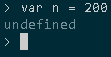 > var n = 200
undefined
>